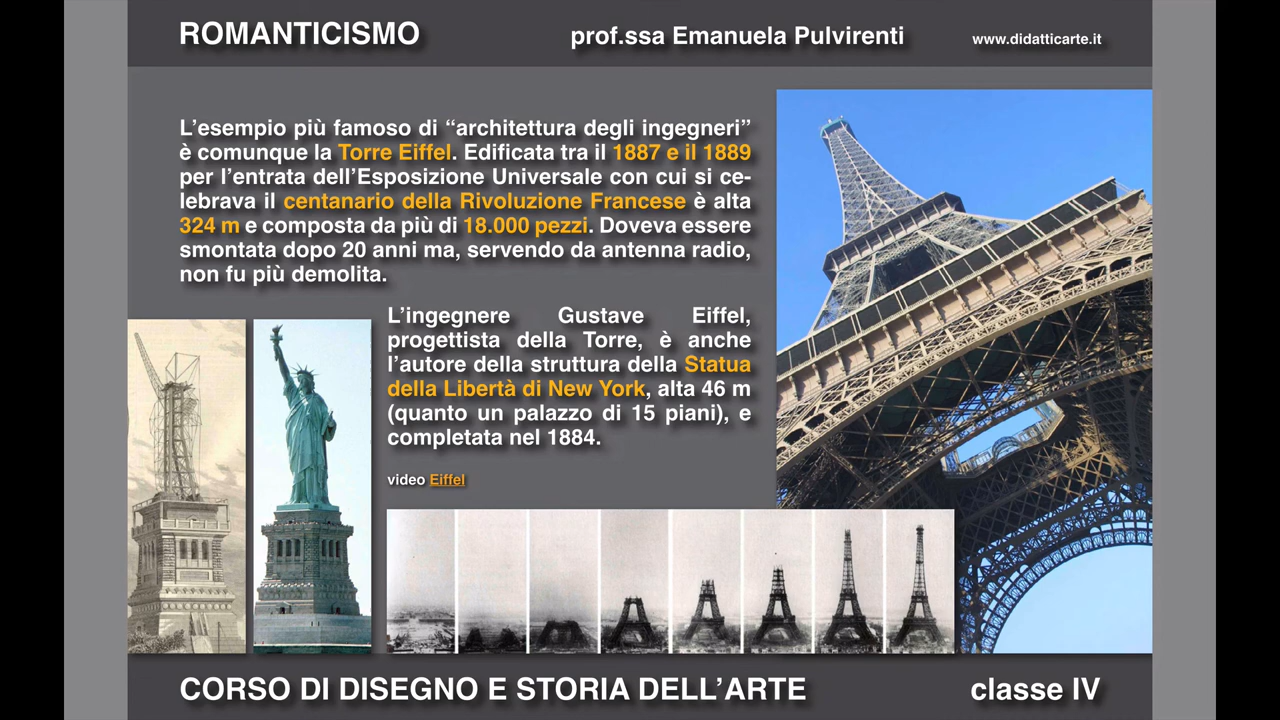 ROMANTICISMO
prof.ssa Emanuela Pulvirenti
www.didatticarte.it
L’esempio più famoso di “architettura degli ingegneri”
è comunque la Torre Eiffel. Edificata tra il 1887 e il 1889
per l’entrata dell’Esposizione Universale con cui si ce-
lebrava il centanario della Rivoluzione Francese è alta
324 m e composta da più di 18.000 pezzi. Doveva essere
smontata dopo 20 anni ma, servendo da antenna radio,
non fu più demolita.
L’ingegnere Gustave Eiffel,
progettista della Torre, è anche
l’autore della struttura della Statua
della Libertà di New York, alta 46 m
(quanto un palazzo di 15 piani), e
completata nel 1884.
video Eiffel
CORSO DI DISEGNO E STORIA DELL’ARTE
classe IV